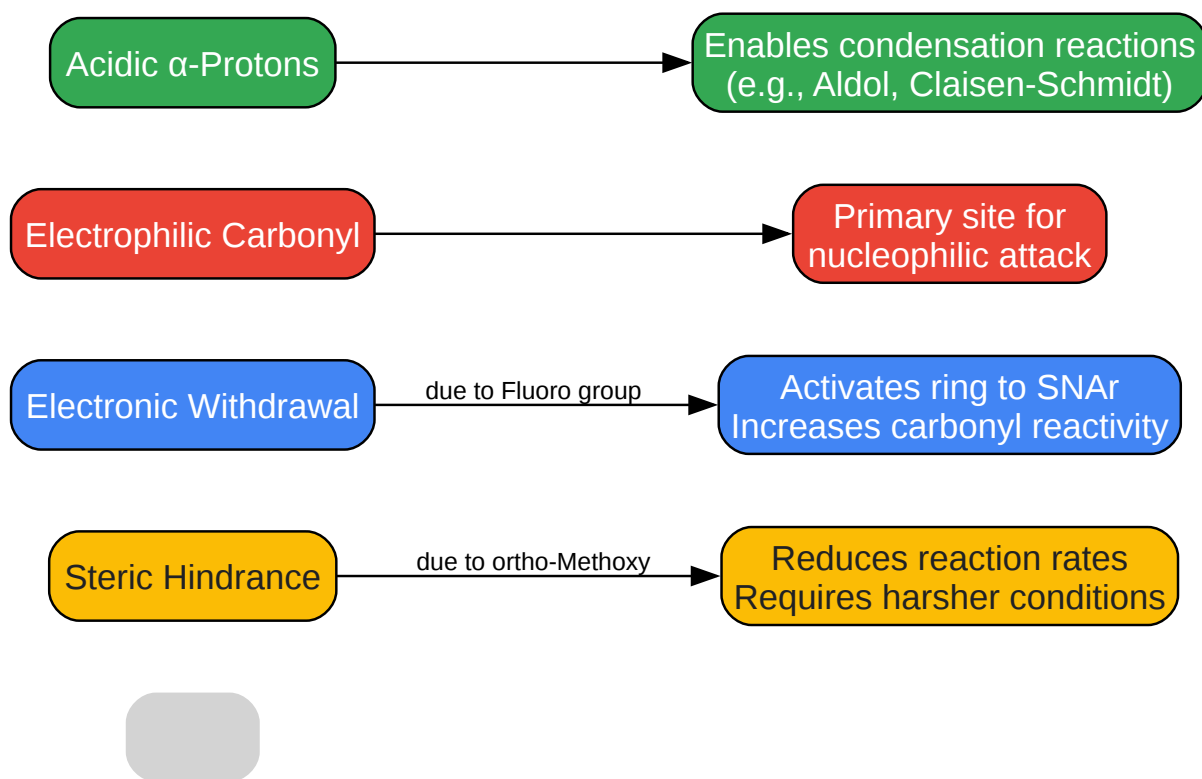 Acidic α-Protons
Enables condensation reactions
(e.g., Aldol, Claisen-Schmidt)
Electrophilic Carbonyl
Primary site for
nucleophilic attack
Electronic Withdrawal
due to Fluoro group
Activates ring to SNAr
Increases carbonyl reactivity
Steric Hindrance
due to ortho-Methoxy
Reduces reaction rates
Requires harsher conditions